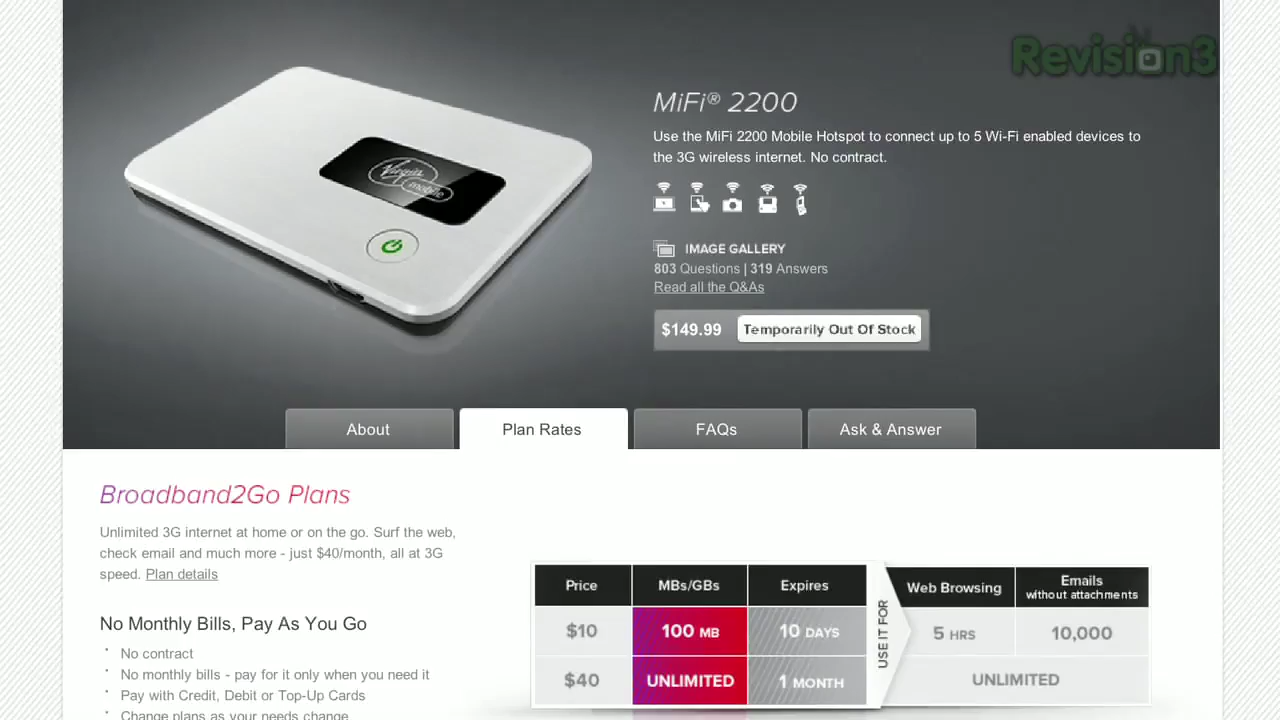 Revision3
MiFi® 2200
Use the MiFi 2200 Mobile Hotspot to connect up to 5 Wi-Fi enabled devices to
the 3G wireless internet. No contract.
Virgin
mobile
IMAGE GALLERY
803 Questions | 319 Answers
Read all the Q&As
$149.99 Temporarily Out Of Stock
About Plan Rates FAQs Ask & Answer
Broadband2Go Plans
Unlimited 3G internet at home or on the go. Surf the web,
check email and much more - just $40/month, all at 3G
speed. Plan details
No Monthly Bills, Pay As You Go
• No contract
• No monthly bills - pay for it only when you need it
• Pay with Credit, Debit or Top-Up Cards
• Change plans as your needs change
Price MBs/GBs Expires USE IT FOR Web Browsing Emails
without attachments
$10 100 MB 10 DAYS 5 HRS 10,000
$40 UNLIMITED 1 MONTH UNLIMITED